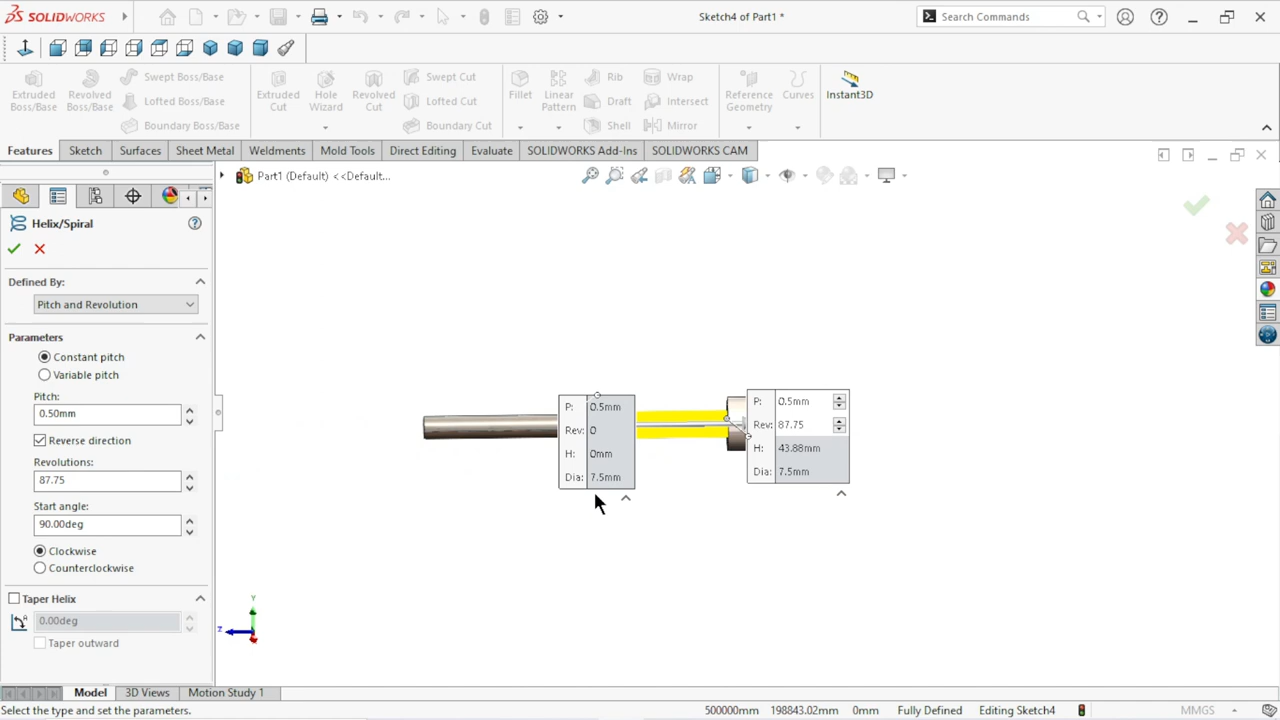 SOLIDWORKS
Sketch4 of Part1 *
Search Commands
Extruded Boss/Base
Revolved Boss/Base
Swept Boss/Base
Lofted Boss/Base
Boundary Boss/Base
Extruded Cut
Hole Wizard
Revolved Cut
Swept Cut
Lofted Cut
Boundary Cut
Fillet
Linear Pattern
Rib
Draft
Shell
Wrap
Intersect
Mirror
Reference Geometry
Curves
Instant3D
Features
Sketch
Surfaces
Sheet Metal
Weldments
Mold Tools
Direct Editing
Evaluate
SOLIDWORKS Add-Ins
SOLIDWORKS CAM
Part1 (Default) <<Default...
Helix/Spiral
Defined By:
Pitch and Revolution
Parameters
Constant pitch
Variable pitch
Pitch:
0.50mm
Reverse direction
Revolutions:
87.75
Start angle:
90.00deg
Clockwise
Counterclockwise
Taper Helix
0.00deg
Taper outward
P: 0.5mm
Rev: 0
H: 0mm
Dia: 7.5mm
P: 0.5mm
Rev: 87.75
H: 43.88mm
Dia: 7.5mm
Y
Z
Model
3D Views
Motion Study 1
Select the type and set the parameters.
500000mm 198843.02mm 0mm Fully Defined Editing Sketch4
MMGS